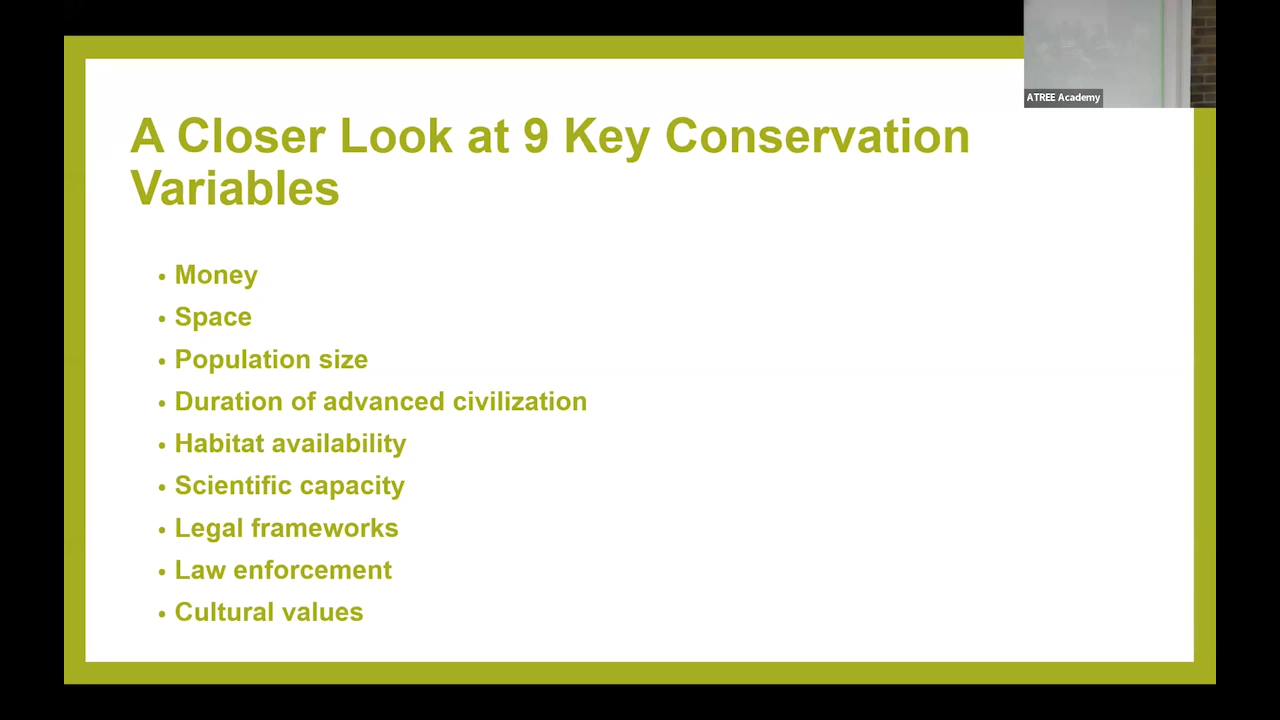 ATREE Academy
A Closer Look at 9 Key Conservation
Variables
• Money
• Space
• Population size
• Duration of advanced civilization
• Habitat availability
• Scientific capacity
• Legal frameworks
• Law enforcement
• Cultural values